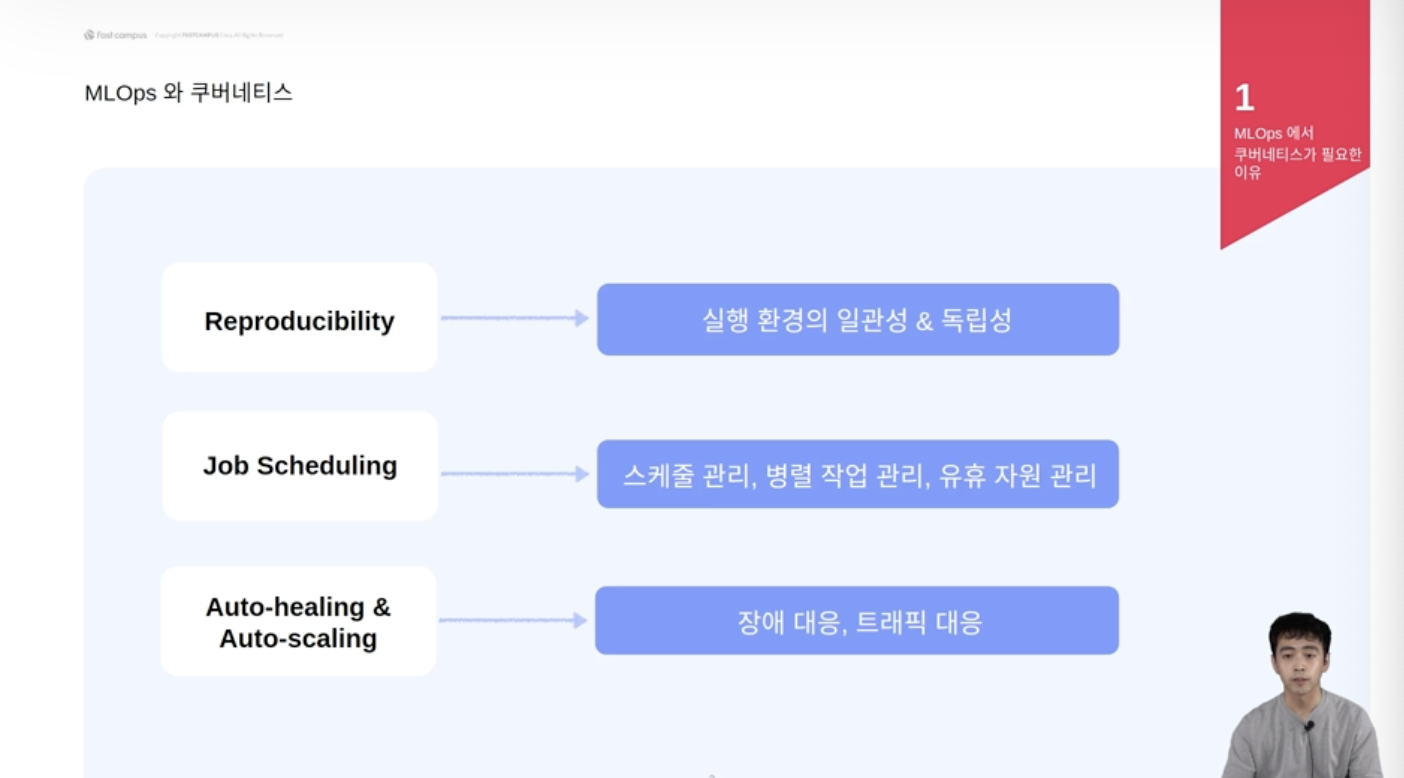 fast campus Copyright FASTCAMPUS Corp. All Rights Reserved
MLOps 와 쿠버네티스
1
MLOps 에서
쿠버네티스가 필요한
이유
Reproducibility
실행 환경의 일관성 & 독립성
Job Scheduling
스케줄 관리, 병렬 작업 관리, 유휴 자원 관리
Auto-healing &
Auto-scaling
장애 대응, 트래픽 대응